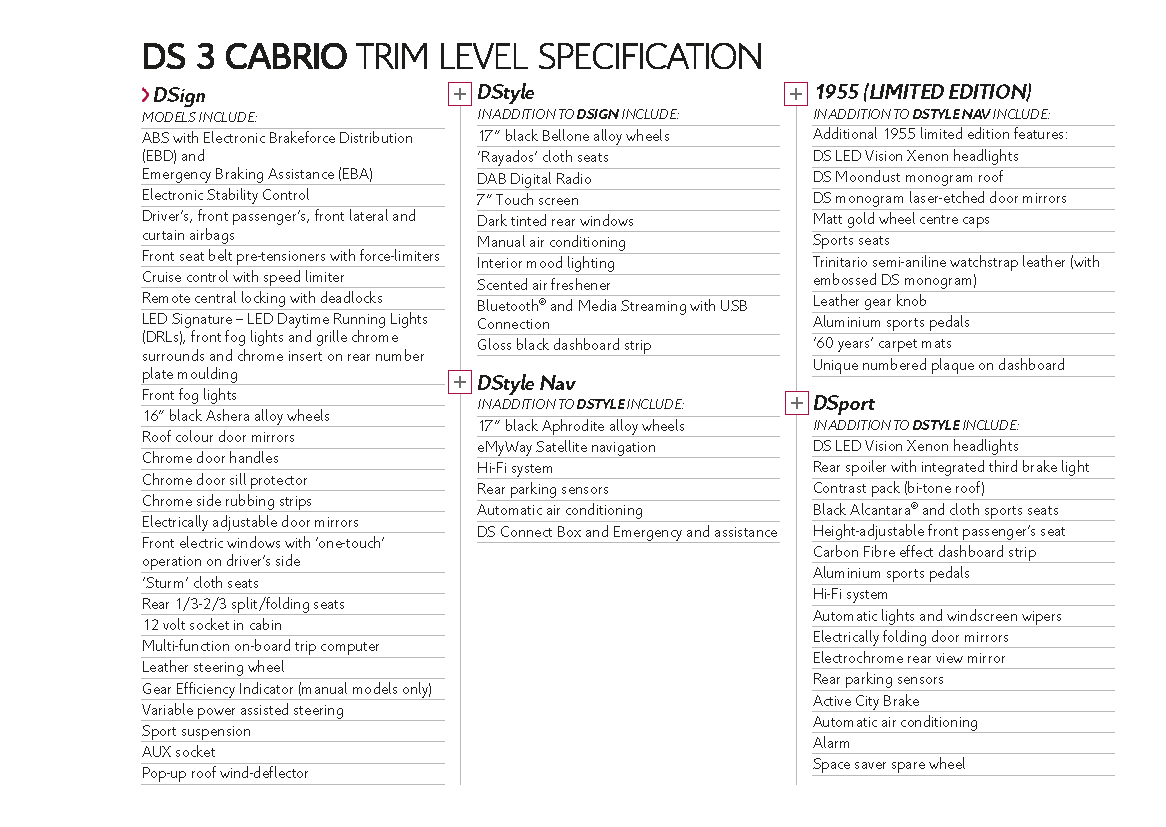 DS 3 CABRIO TRIM LEVEL SPECIFICATION
DSign
MODELS INCLUDE:
ABS with Electronic Brakeforce Distribution
(EBD) and
Emergency Braking Assistance (EBA)
Electronic Stability Control
Driver's, front passenger's, front lateral and
curtain airbags
Front seat belt pre-tensioners with force-limiters
Cruise control with speed limiter
Remote central locking with deadlocks
LED Signature – LED Daytime Running Lights
(DRLs), front fog lights and grille chrome
surrounds and chrome insert on rear number
plate moulding
Front fog lights
16" black Ashera alloy wheels
Roof colour door mirrors
Chrome door handles
Chrome door sill protector
Chrome side rubbing strips
Electrically adjustable door mirrors
Front electric windows with 'one-touch'
operation on driver's side
'Sturm' cloth seats
Rear 1/3-2/3 split/folding seats
12 volt socket in cabin
Multi-function on-board trip computer
Leather steering wheel
Gear Efficiency Indicator (manual models only)
Variable power assisted steering
Sport suspension
AUX socket
Pop-up roof wind-deflector
+ DStyle
IN ADDITION TO DSIGN INCLUDE:
17" black Bellone alloy wheels
'Rayados' cloth seats
DAB Digital Radio
7" Touch screen
Dark tinted rear windows
Manual air conditioning
Interior mood lighting
Scented air freshener
Bluetooth® and Media Streaming with USB
Connection
Gloss black dashboard strip
+ DStyle Nav
IN ADDITION TO DSTYLE INCLUDE:
17" black Aphrodite alloy wheels
eMyWay Satellite navigation
Hi-Fi system
Rear parking sensors
Automatic air conditioning
DS Connect Box and Emergency and assistance
+ 1955 (LIMITED EDITION)
IN ADDITION TO DSTYLE NAV INCLUDE:
Additional 1955 limited edition features:
DS LED Vision Xenon headlights
DS Moondust monogram roof
DS monogram laser-etched door mirrors
Matt gold wheel centre caps
Sports seats
Trinitario semi-aniline watchstrap leather (with
embossed DS monogram)
Leather gear knob
Aluminium sports pedals
'60 years' carpet mats
Unique numbered plaque on dashboard
+ DSport
IN ADDITION TO DSTYLE INCLUDE:
DS LED Vision Xenon headlights
Rear spoiler with integrated third brake light
Contrast pack (bi-tone roof)
Black Alcantara® and cloth sports seats
Height-adjustable front passenger's seat
Carbon Fibre effect dashboard strip
Aluminium sports pedals
Hi-Fi system
Automatic lights and windscreen wipers
Electrically folding door mirrors
Electrochrome rear view mirror
Rear parking sensors
Active City Brake
Automatic air conditioning
Alarm
Space saver spare wheel